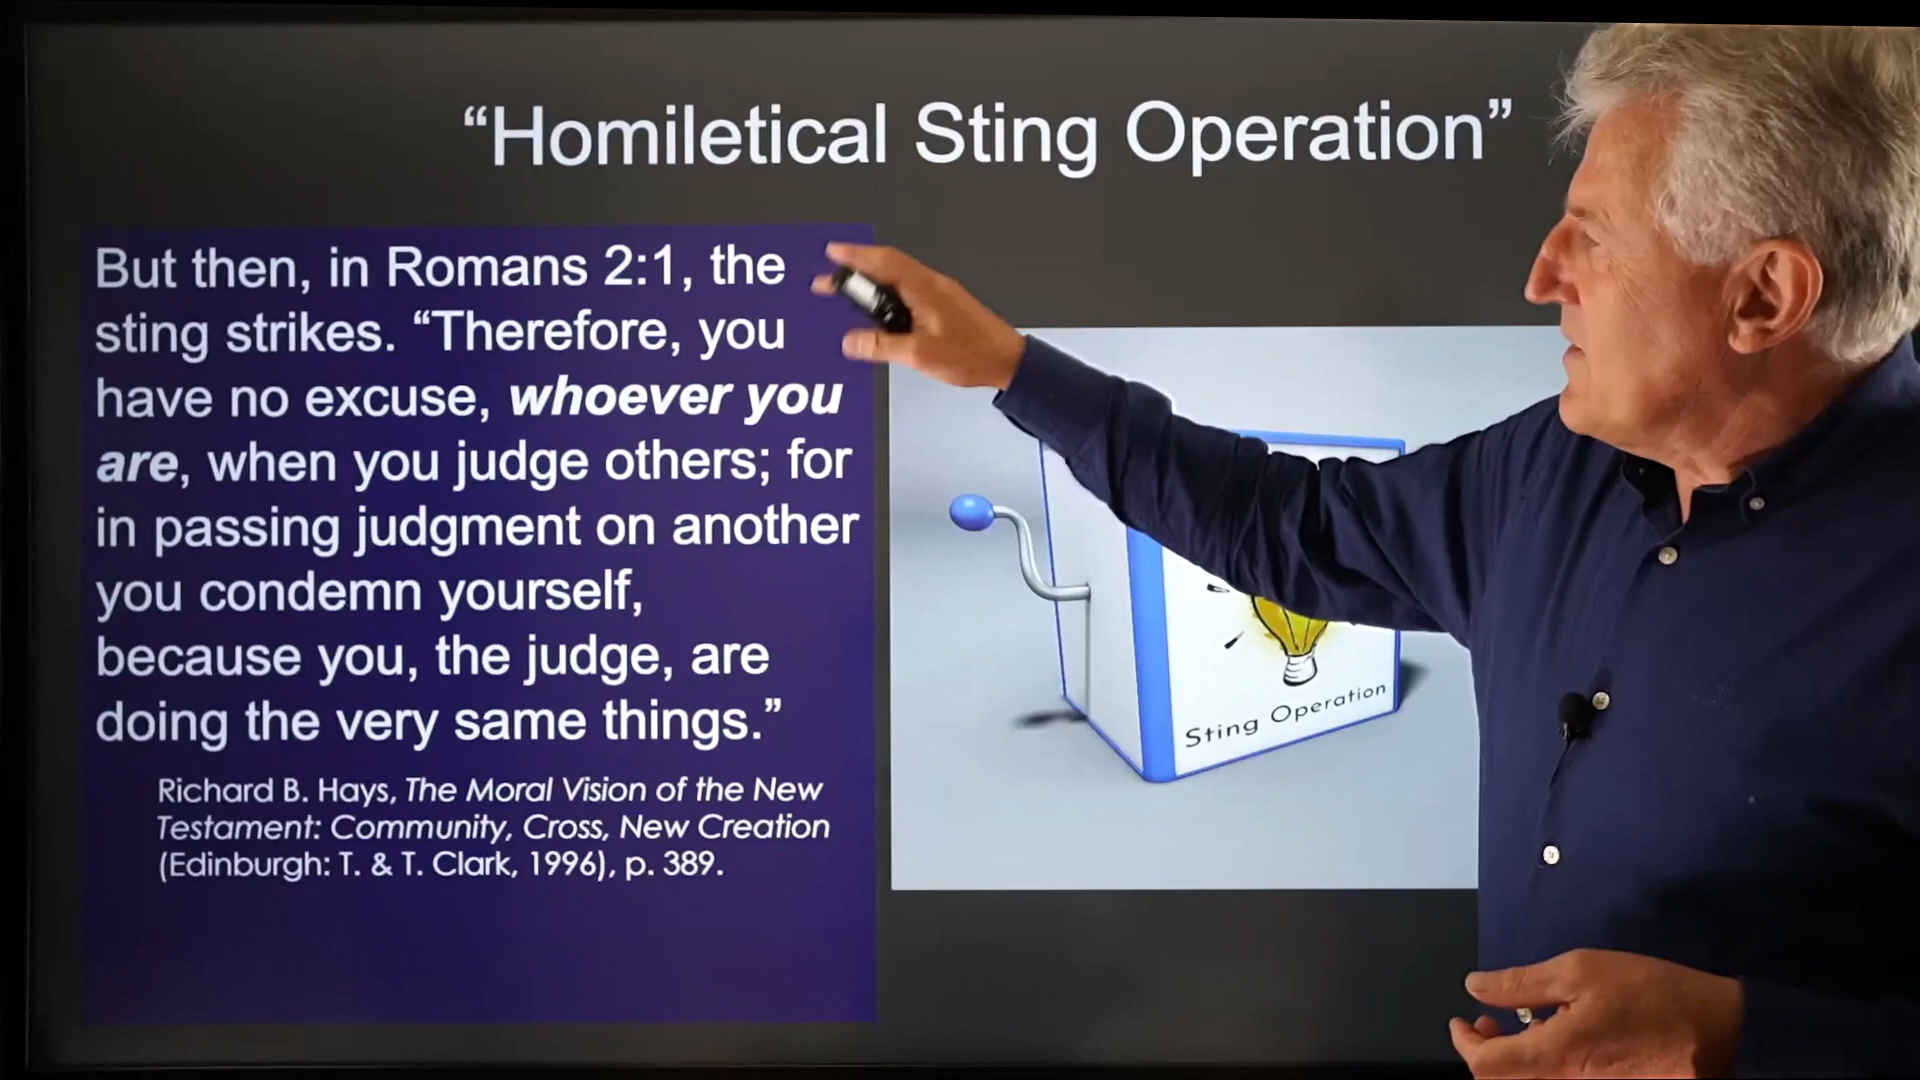 “Homiletical Sting Operation”
But then, in Romans 2:1, the
sting strikes. “Therefore, you
have no excuse, whoever you
are, when you judge others; for
in passing judgment on another
you condemn yourself,
because you, the judge, are
doing the very same things.”
Richard B. Hays, The Moral Vision of the New
Testament: Community, Cross, New Creation
(Edinburgh: T. & T. Clark, 1996), p. 389.
Sting Operation